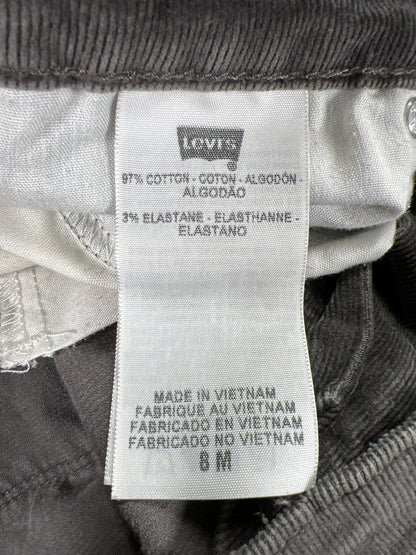 Levi's
®
97% COTTON - COTON - ALGODÓN -
ALGODÃO
3% ELASTANE - ELASTHANNE -
ELASTANO
MADE IN VIETNAM
FABRIQUE AU VIETNAM
FABRICADO EN VIETNAM
FABRICADO NO VIETNAM
8 M